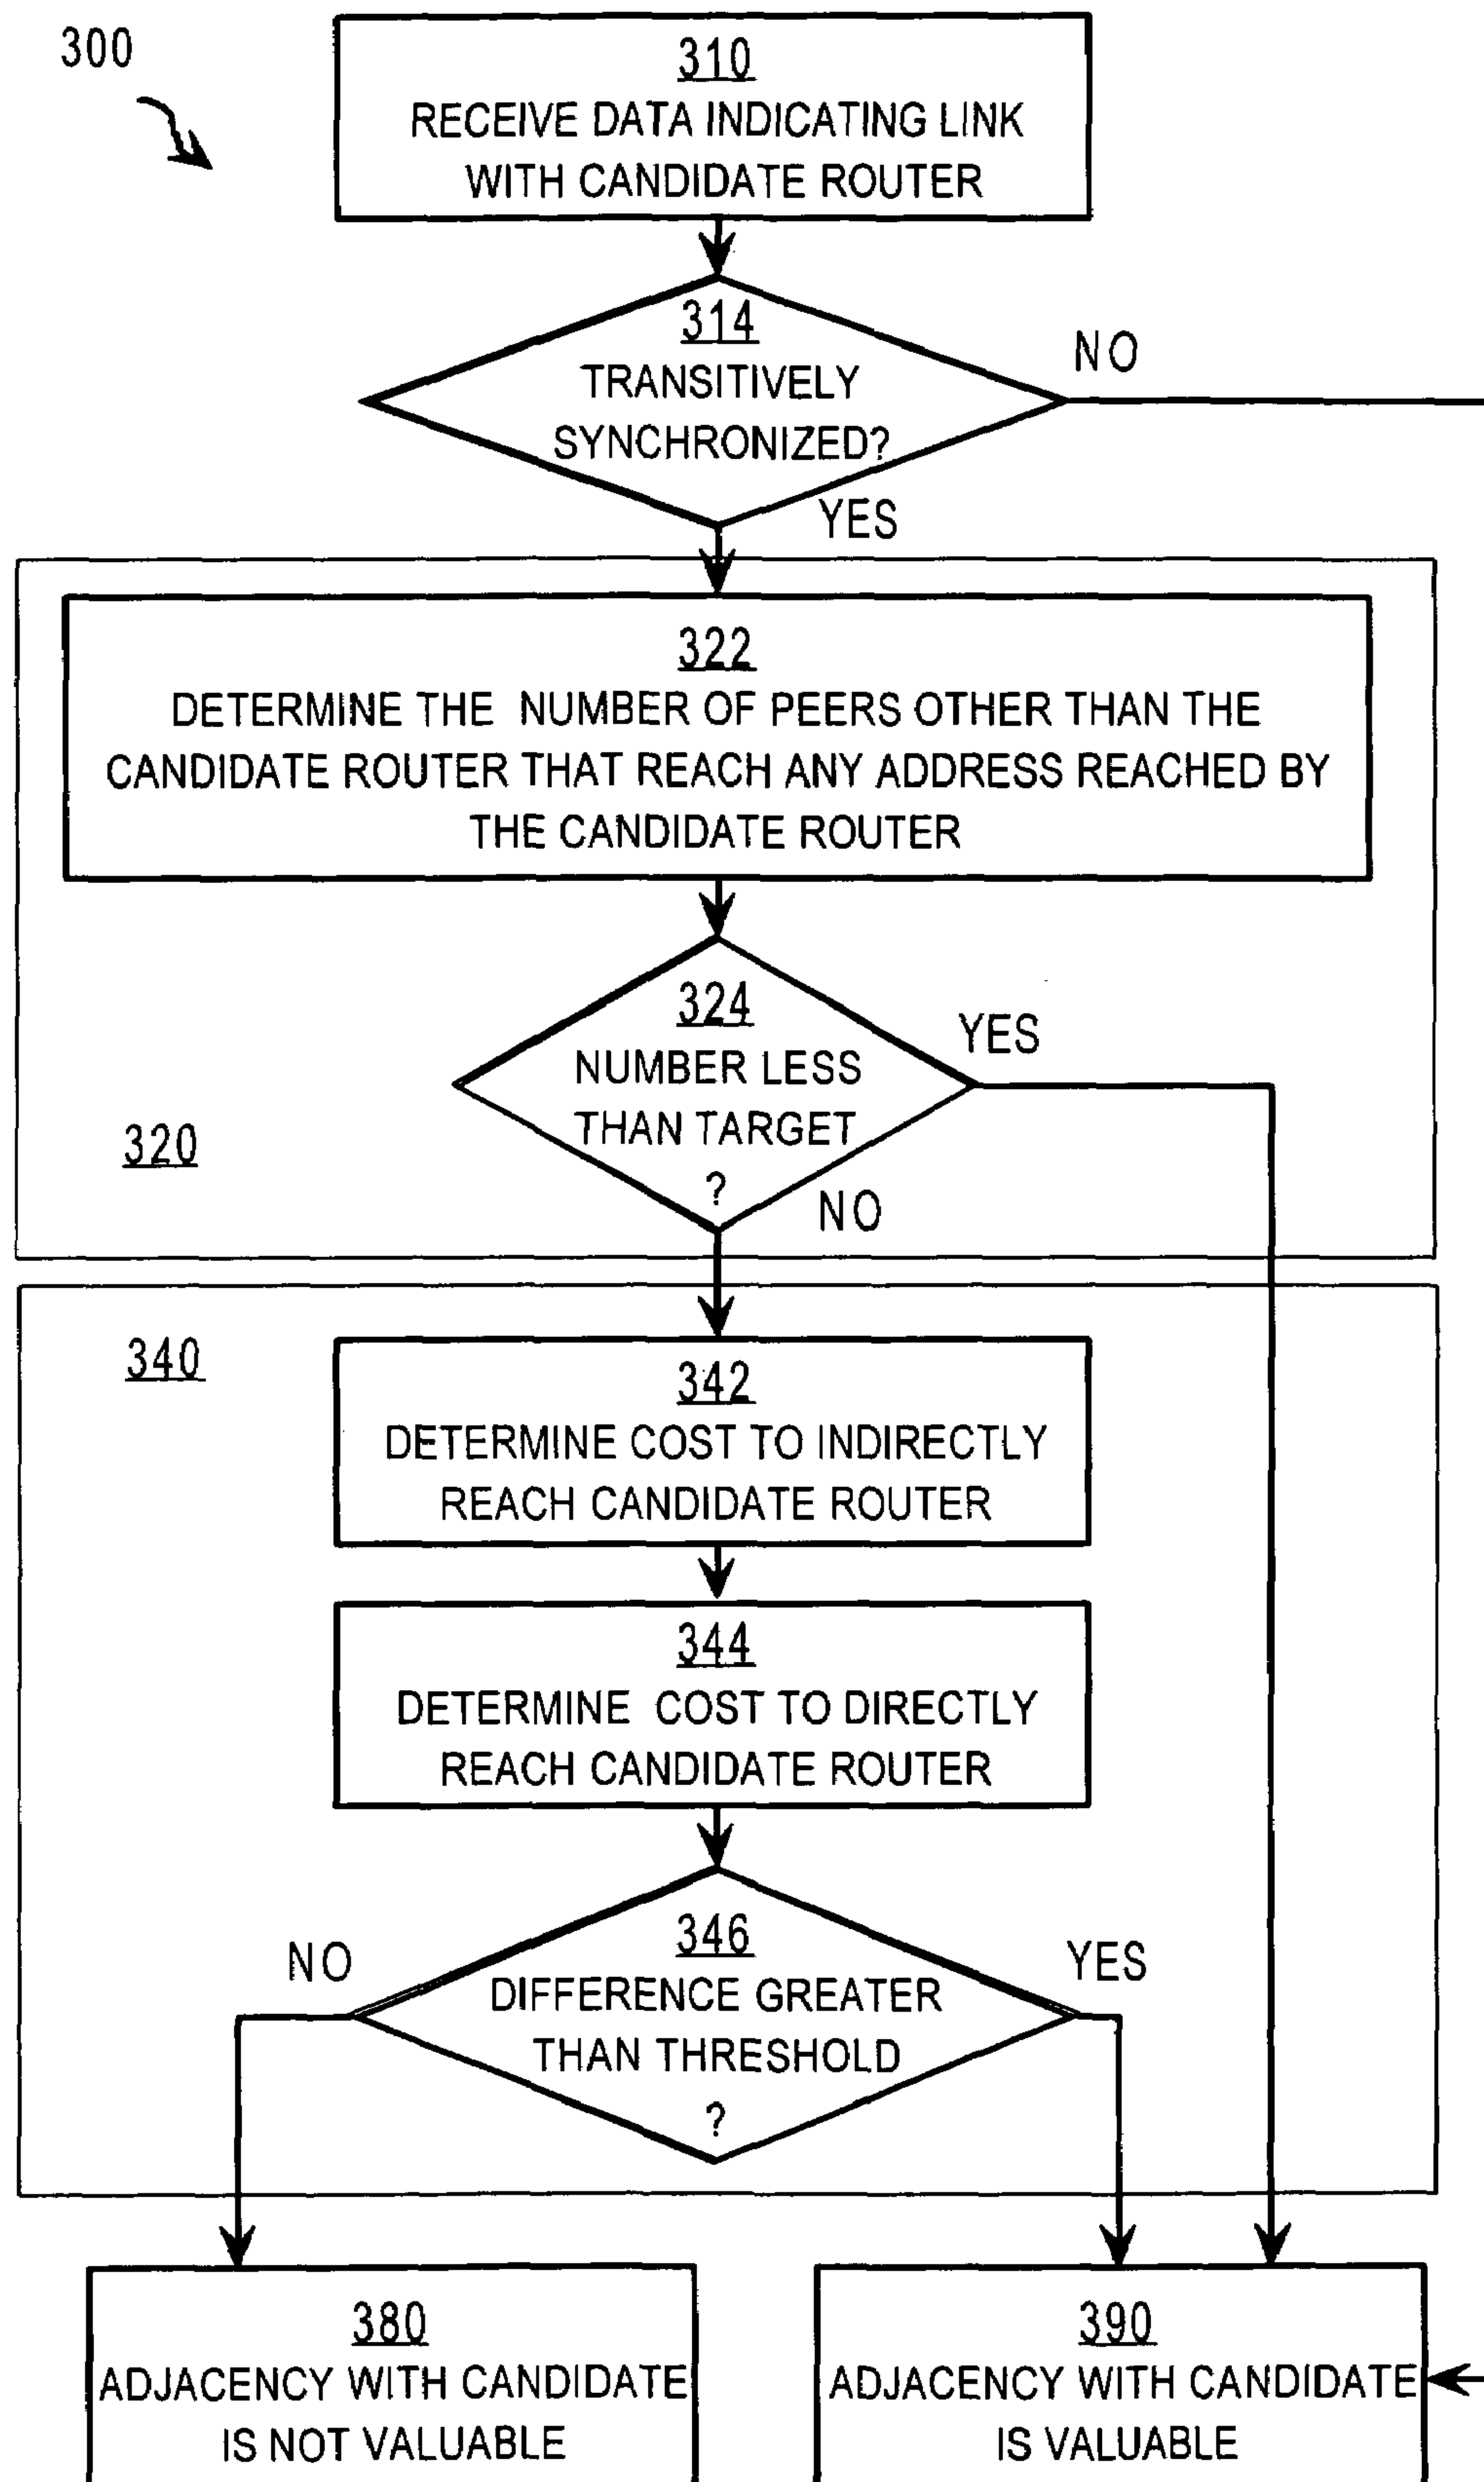 300
310
RECEIVE DATA INDICATING LINK
WITH CANDIDATE ROUTER
314
TRANSITIVELY
SYNCHRONIZED?
NO
YES
322
DETERMINE THE NUMBER OF PEERS OTHER THAN THE
CANDIDATE ROUTER THAT REACH ANY ADDRESS REACHED BY
THE CANDIDATE ROUTER
324
NUMBER LESS
THAN TARGET
?
YES
NO
320
340
342
DETERMINE COST TO INDIRECTLY
REACH CANDIDATE ROUTER
344
DETERMINE COST TO DIRECTLY
REACH CANDIDATE ROUTER
346
DIFFERENCE GREATER
THAN THRESHOLD
?
NO
YES
380
ADJACENCY WITH CANDIDATE
IS NOT VALUABLE
390
ADJACENCY WITH CANDIDATE
IS VALUABLE